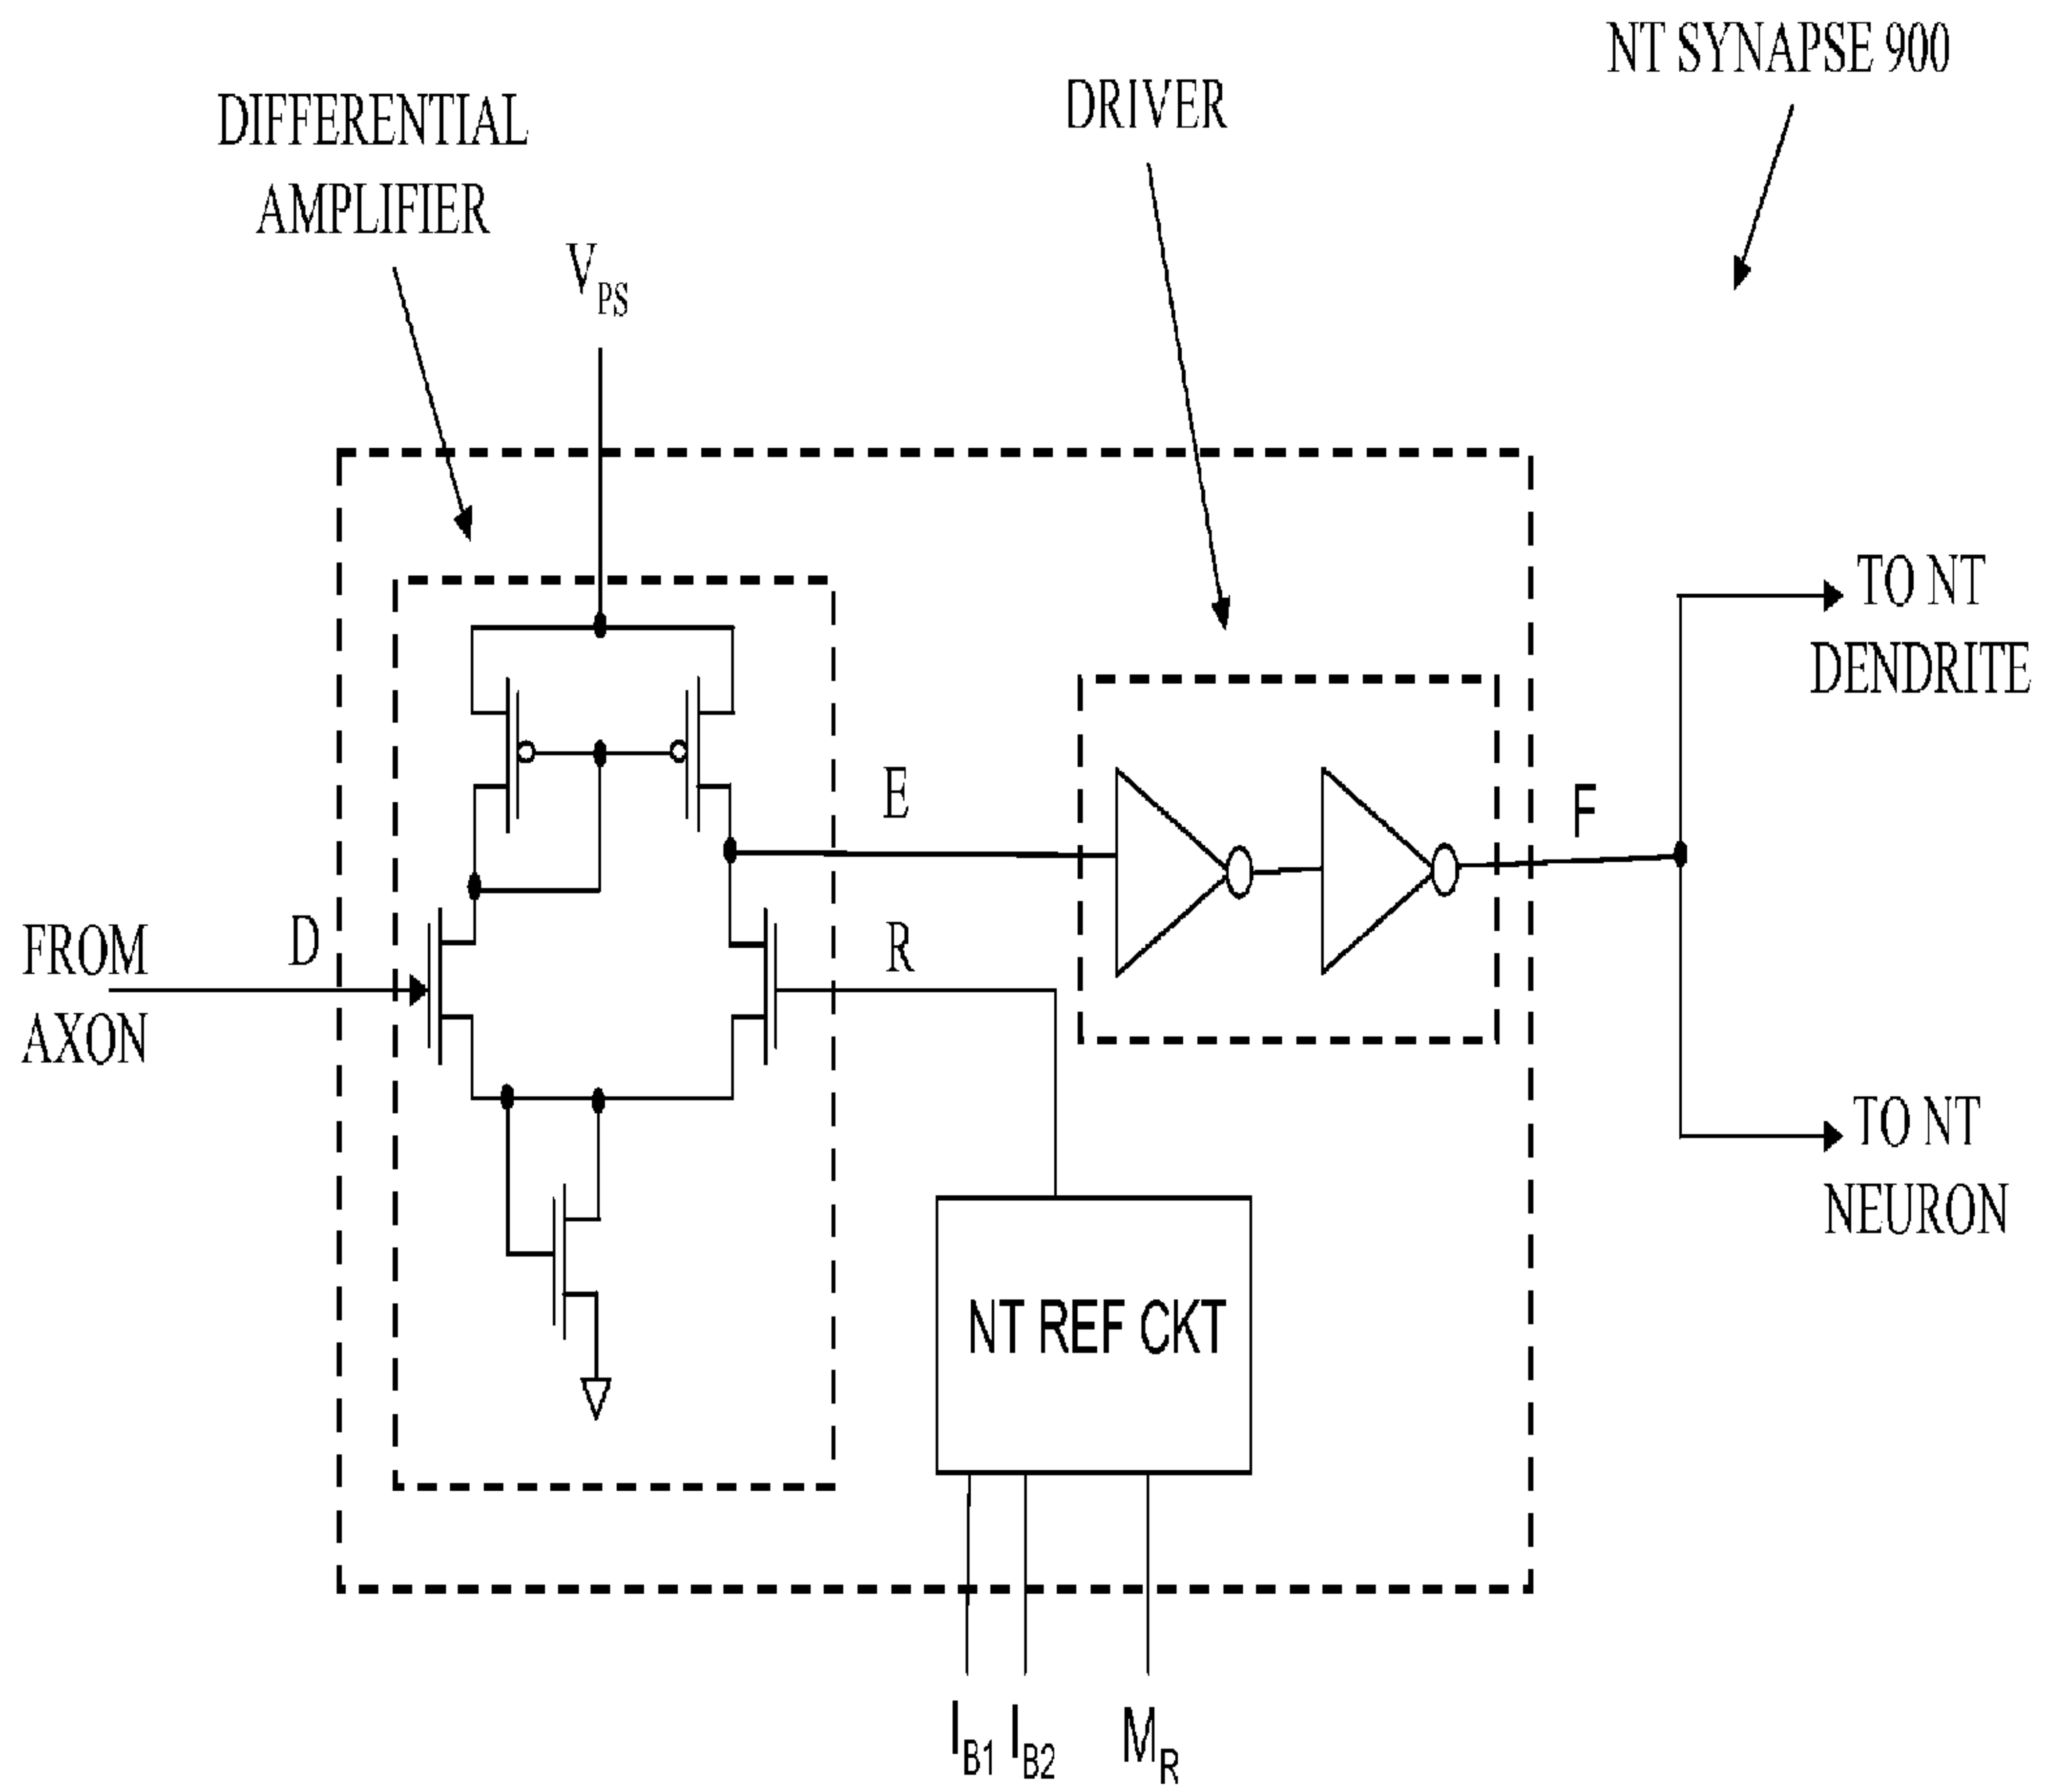 NT SYNAPSE 900
DRIVER
DIFFERENTIAL
AMPLIFIER
VPS
TO NT
DENDRITE
E
F
FROM
AXON
D
R
TO NT
NEURON
NT REF CKT
IB1 IB2 MR